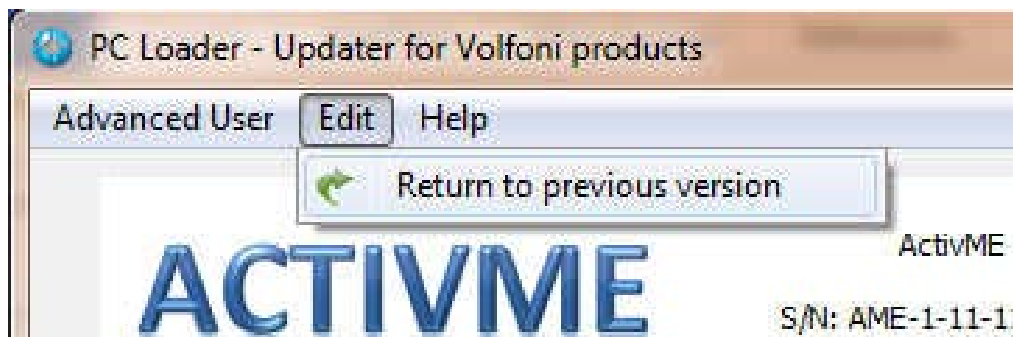 PC Loader - Updater for Volfoni products
Advanced User Edit Help
Return to previous version
ACTIVME
ActivME
S/N: AME-1-11-1